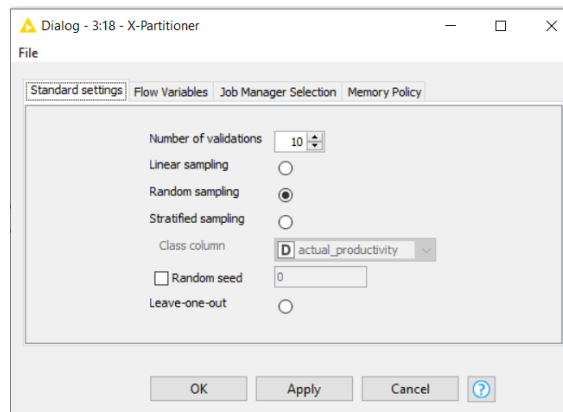 Dialog - 3:18 - X-Partitioner
File
Standard settings Flow Variables Job Manager Selection Memory Policy
Number of validations 10
Linear sampling
Random sampling
Stratified sampling
Class column D actual_productivity
Random seed 0
Leave-one-out
OK Apply Cancel ?